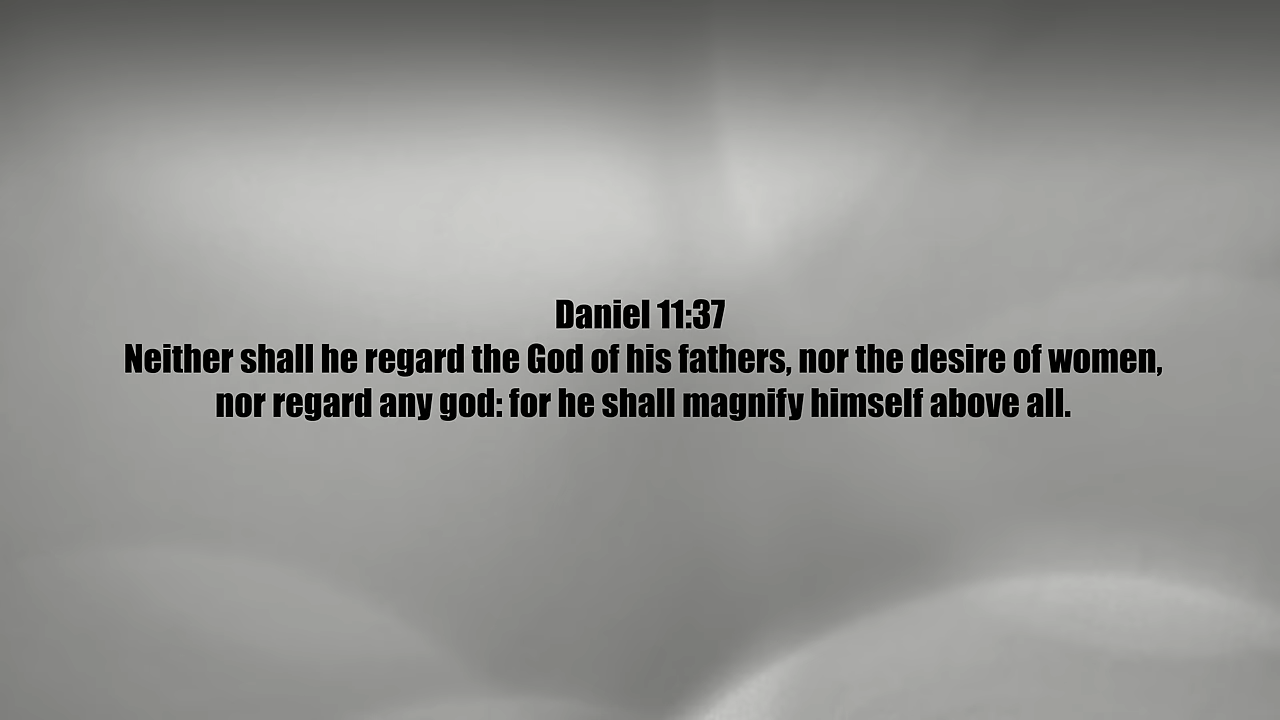 Daniel 11:37
Neither shall he regard the God of his fathers, nor the desire of women,
nor regard any god: for he shall magnify himself above all.